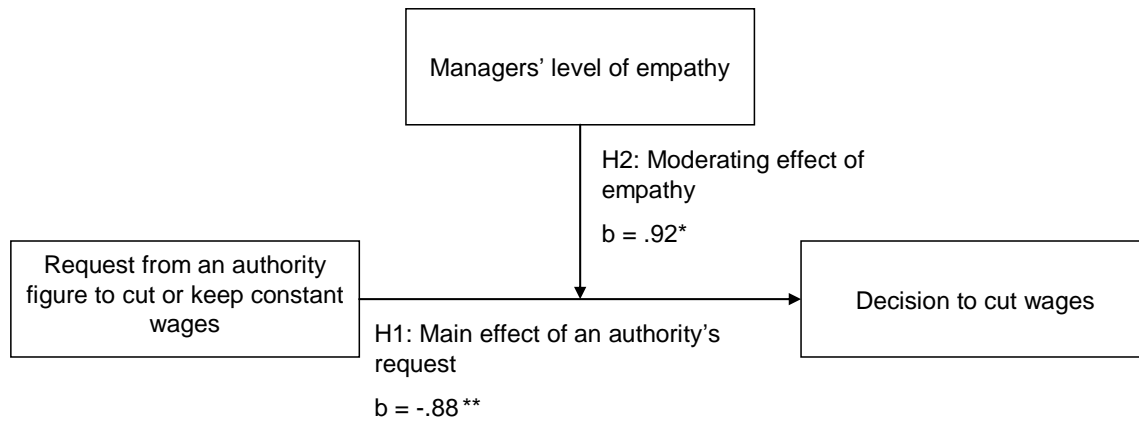 Managers’ level of empathy
H2: Moderating effect of
empathy
b = .92*
Request from an authority
figure to cut or keep constant
wages
Decision to cut wages
H1: Main effect of an authority’s
request
b = -.88**